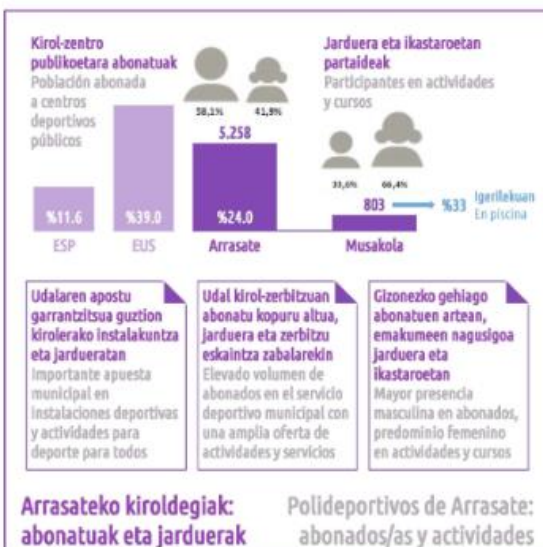 Kirol-zentro
publikoetara abonatuak
Población abonada
a centros
deportivos
públicos
Jarduera eta ikastaroetan
partaideak
Participantes en actividades
y cursos
58,1% 41,9%
5.258
33,6% 66,4%
803
%33
Igerilekuan
En piscina
%11.6
%39.0
%24.0
ESP
EUS
Arrasate
Musakola
Udalaren apostu
garrantzitsua guztion
kirolerako instalakuntza
eta jardueratan
Importante apuesta
municipal en
instalaciones deportivas
y actividades para
deporte para todos
Udal kirol-zerbitzuan
abonatu kopuru altua,
jarduera eta zerbitzu
eskaintza zabalarekin
Elevado volumen de
abonados en el servicio
deportivo municipal con
una amplia oferta de
actividades y servicios
Gizonezko gehiago
abonatuen artean,
emakumeen nagusigoa
jarduera eta
ikastaroetan
Mayor presencia
masculina en abonados,
predominio femenino
en actividades y cursos
Arrasateko kiroldegiak:
abonatuak eta jarduerak
Polideportivos de Arrasate:
abonados/as y actividades